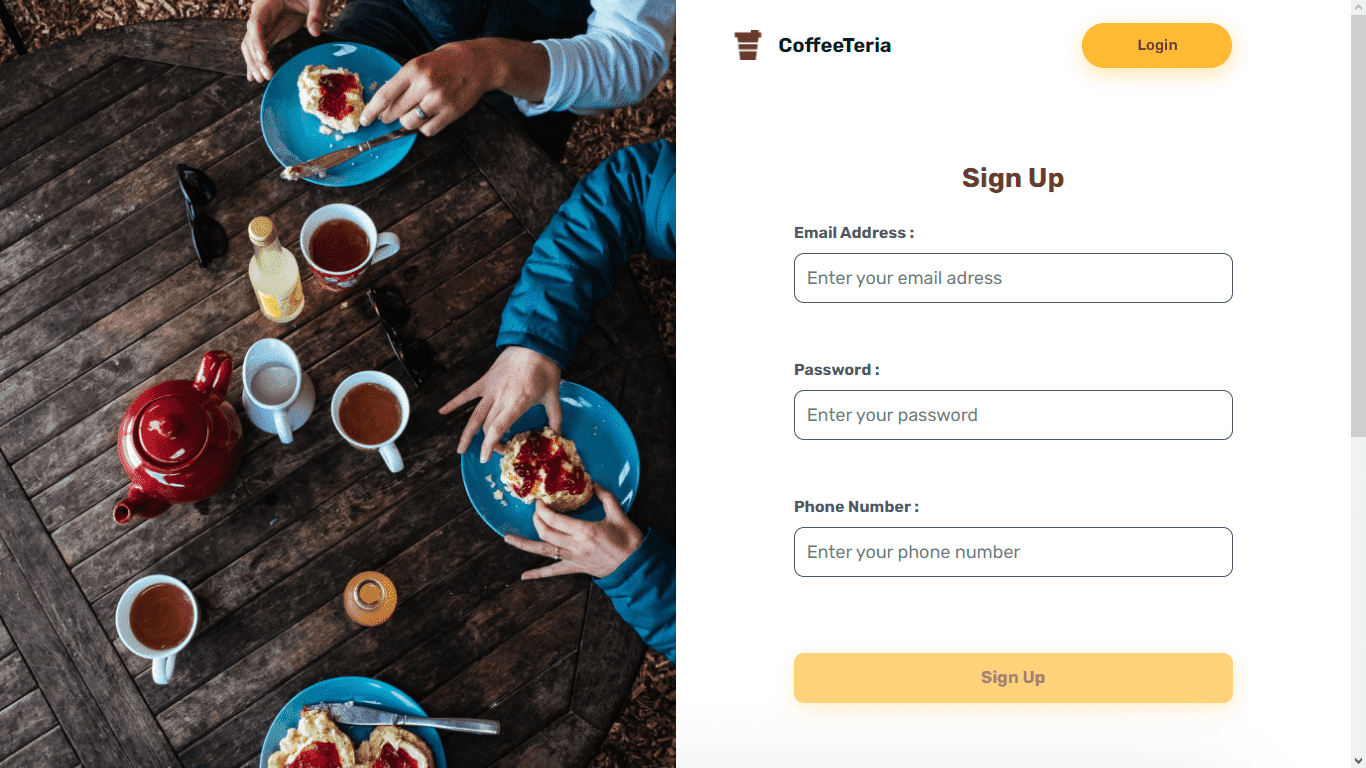 CoffeeTeria
Login
Sign Up
Email Address :
Enter your email adress
Password :
Enter your password
Phone Number :
Enter your phone number
Sign Up